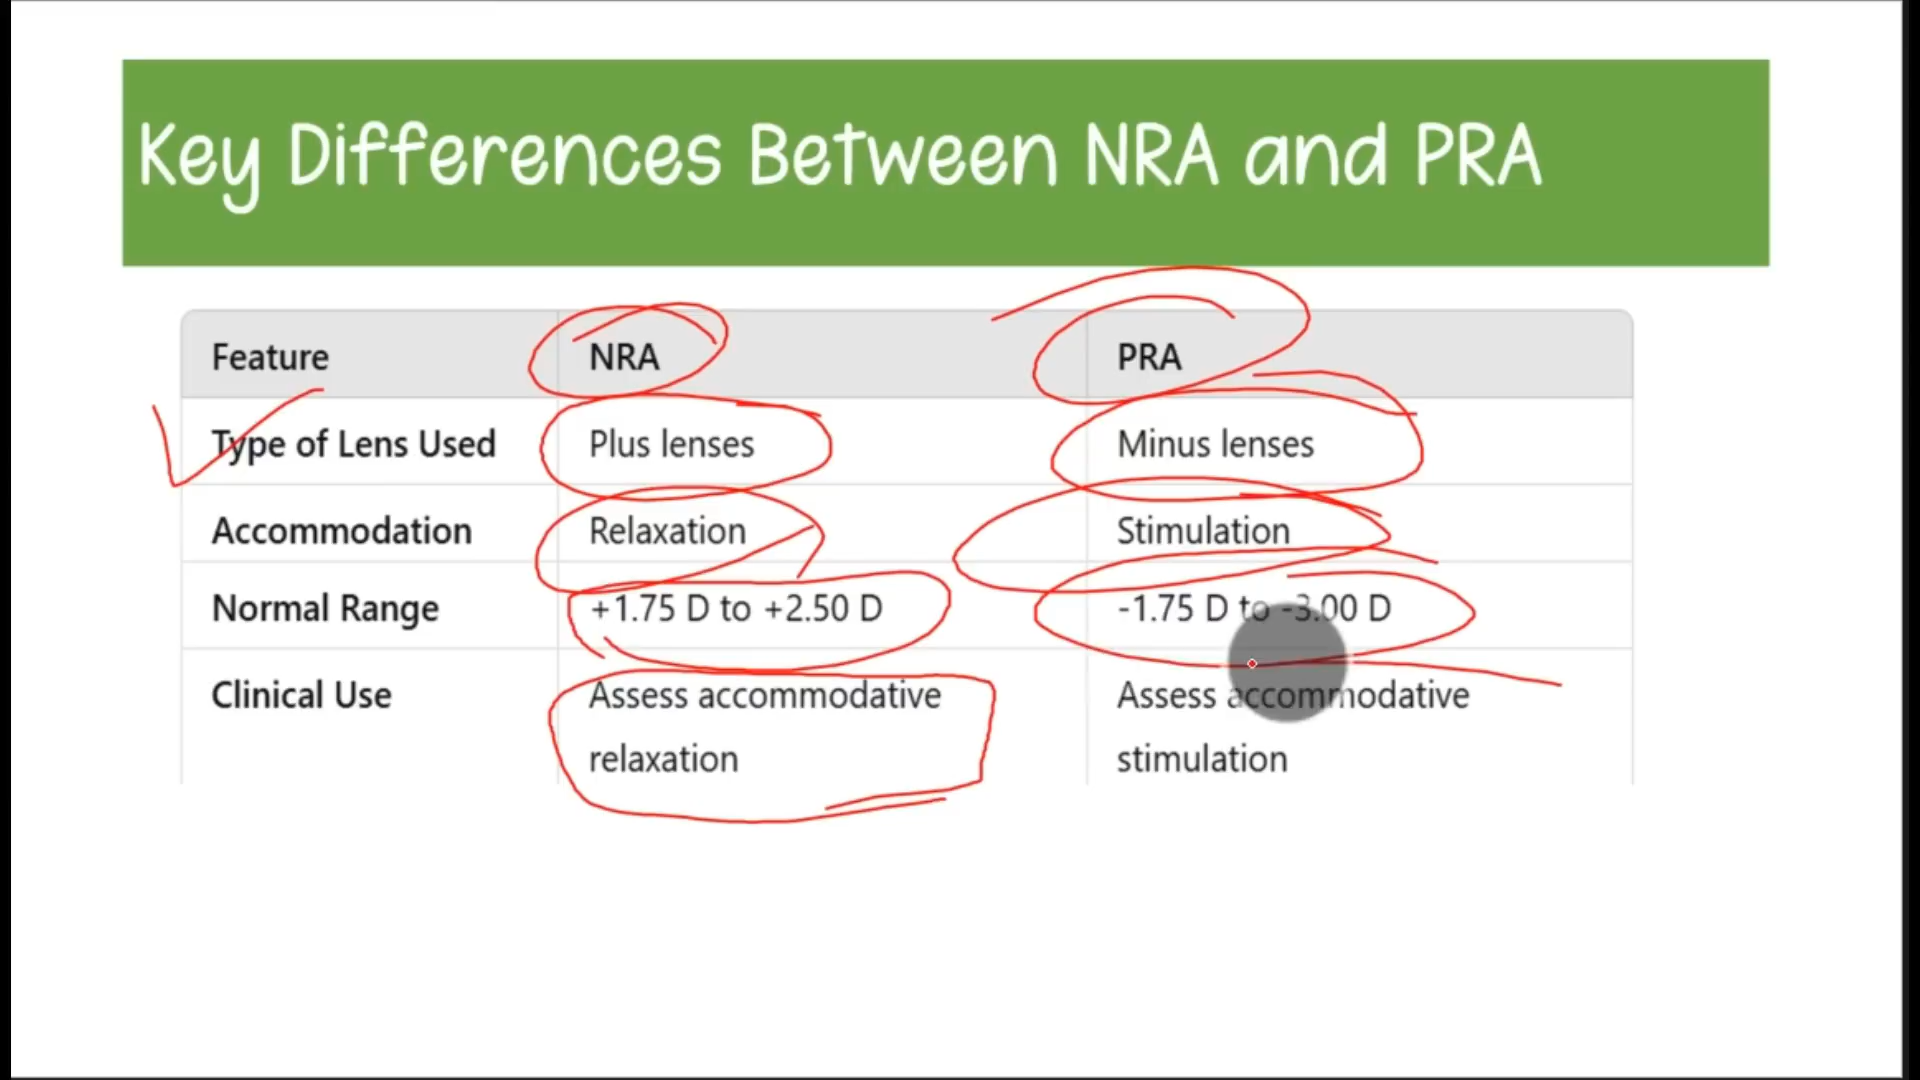 Key Differences Between NRA and PRA
Feature NRA PRA
Type of Lens Used Plus lenses Minus lenses
Accommodation Relaxation Stimulation
Normal Range +1.75 D to +2.50 D -1.75 D to -3.00 D
Clinical Use Assess accommodative Assess accommodative
relaxation stimulation